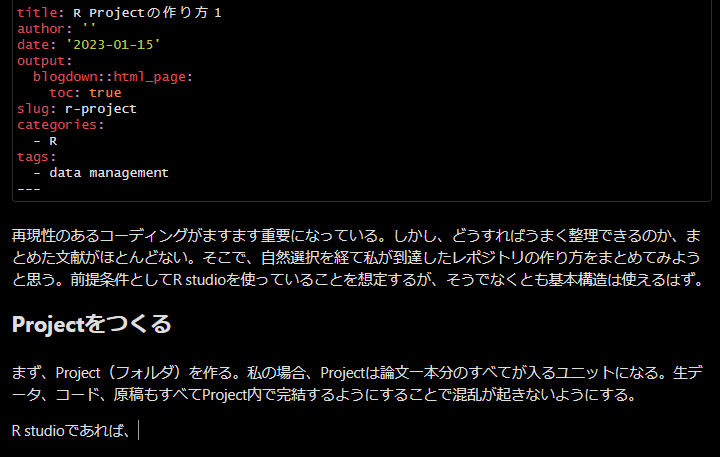 title: R Projectの作り方１
author: ''
date: '2023-01-15'
output:
  blogdown::html_page:
    toc: true
slug: r-project
categories:
  - R
tags:
  - data management
---
再現性のあるコーディングがますます重要になっている。しかし、どうすればうまく整理できるのか、ま
とめた文献がほとんどない。そこで、自然選択を経て私が到達したレポジトリの作り方をまとめてみよう
と思う。前提条件としてR studioを使っていることを想定するが、そうでなくとも基本構造は使えるはず。
Projectをつくる
まず、Project（フォルダ）を作る。私の場合、Projectは論文一本分のすべてが入るユニットになる。生デ
ータ、コード、原稿もすべてProject内で完結するようにすることで混乱が起きないようにする。
R studioであれば、